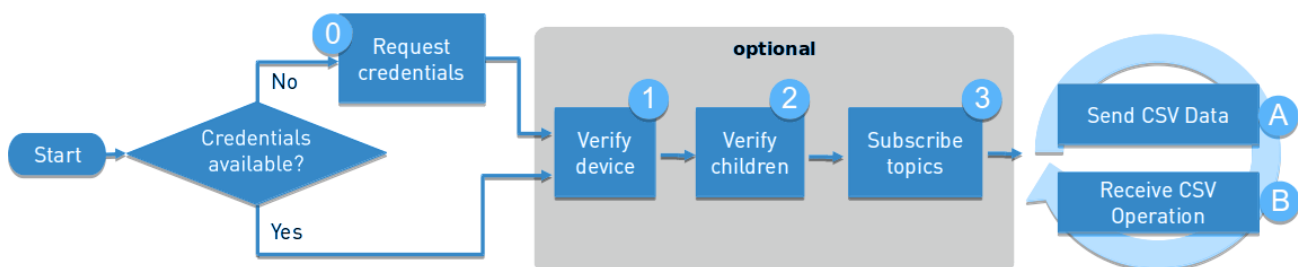 Start
Credentials
available?
No
Yes
0
Request
credentials
optional
1
Verify
device
2
Verify
children
3
Subscribe
topics
Send CSV Data
A
Receive CSV
Operation
B